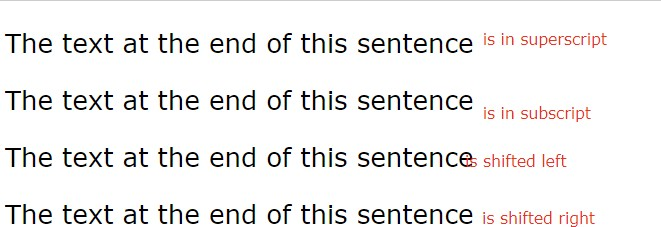 The text at the end of this sentence is in superscript
The text at the end of this sentence is in subscript
The text at the end of this sentence is shifted left
The text at the end of this sentence is shifted right